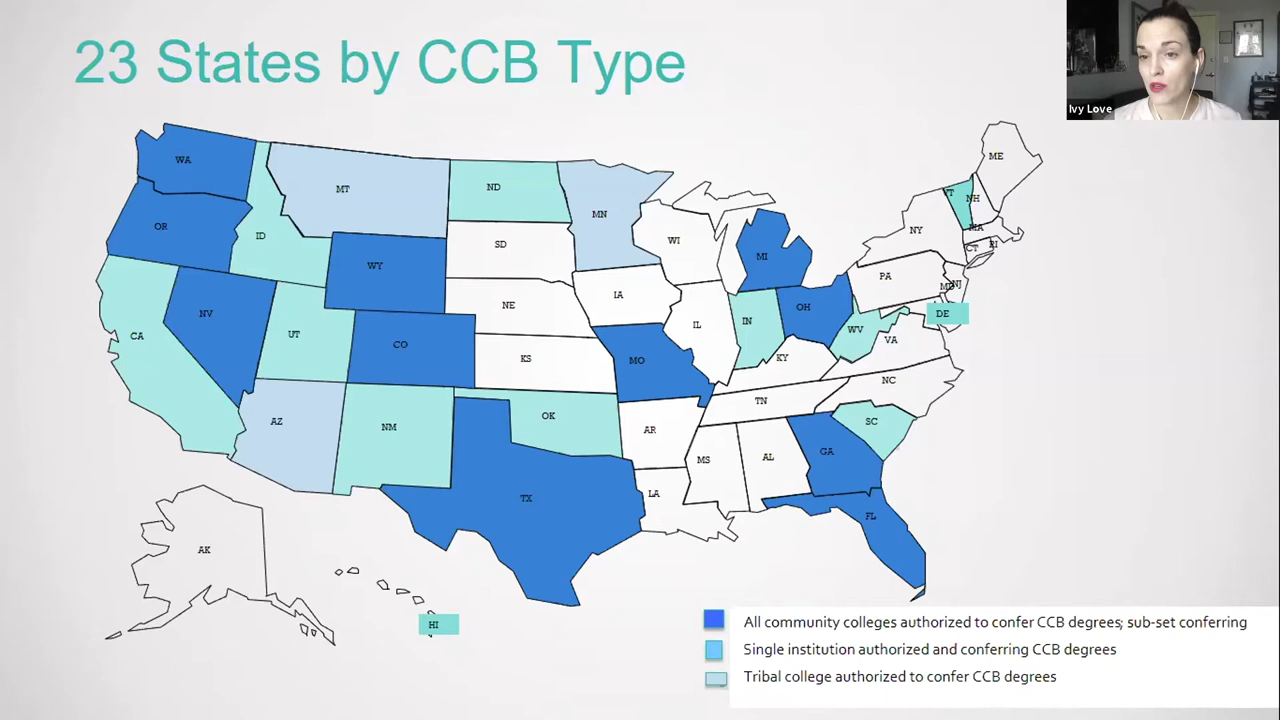 23 States by CCB Type
Ivy Love
WA
MT
ND
MN
ME
OR
ID
SD
WI
NY
NH
MA
CT
RI
WY
MI
PA
NV
UT
CO
NE
IA
IL
IN
OH
NJ
DE
CA
KS
MO
WV
VA
KY
AZ
NM
OK
AR
TN
NC
SC
MS
AL
GA
TX
LA
FL
AK
HI
All community colleges authorized to confer CCB degrees; sub-set conferring
Single institution authorized and conferring CCB degrees
Tribal college authorized to confer CCB degrees